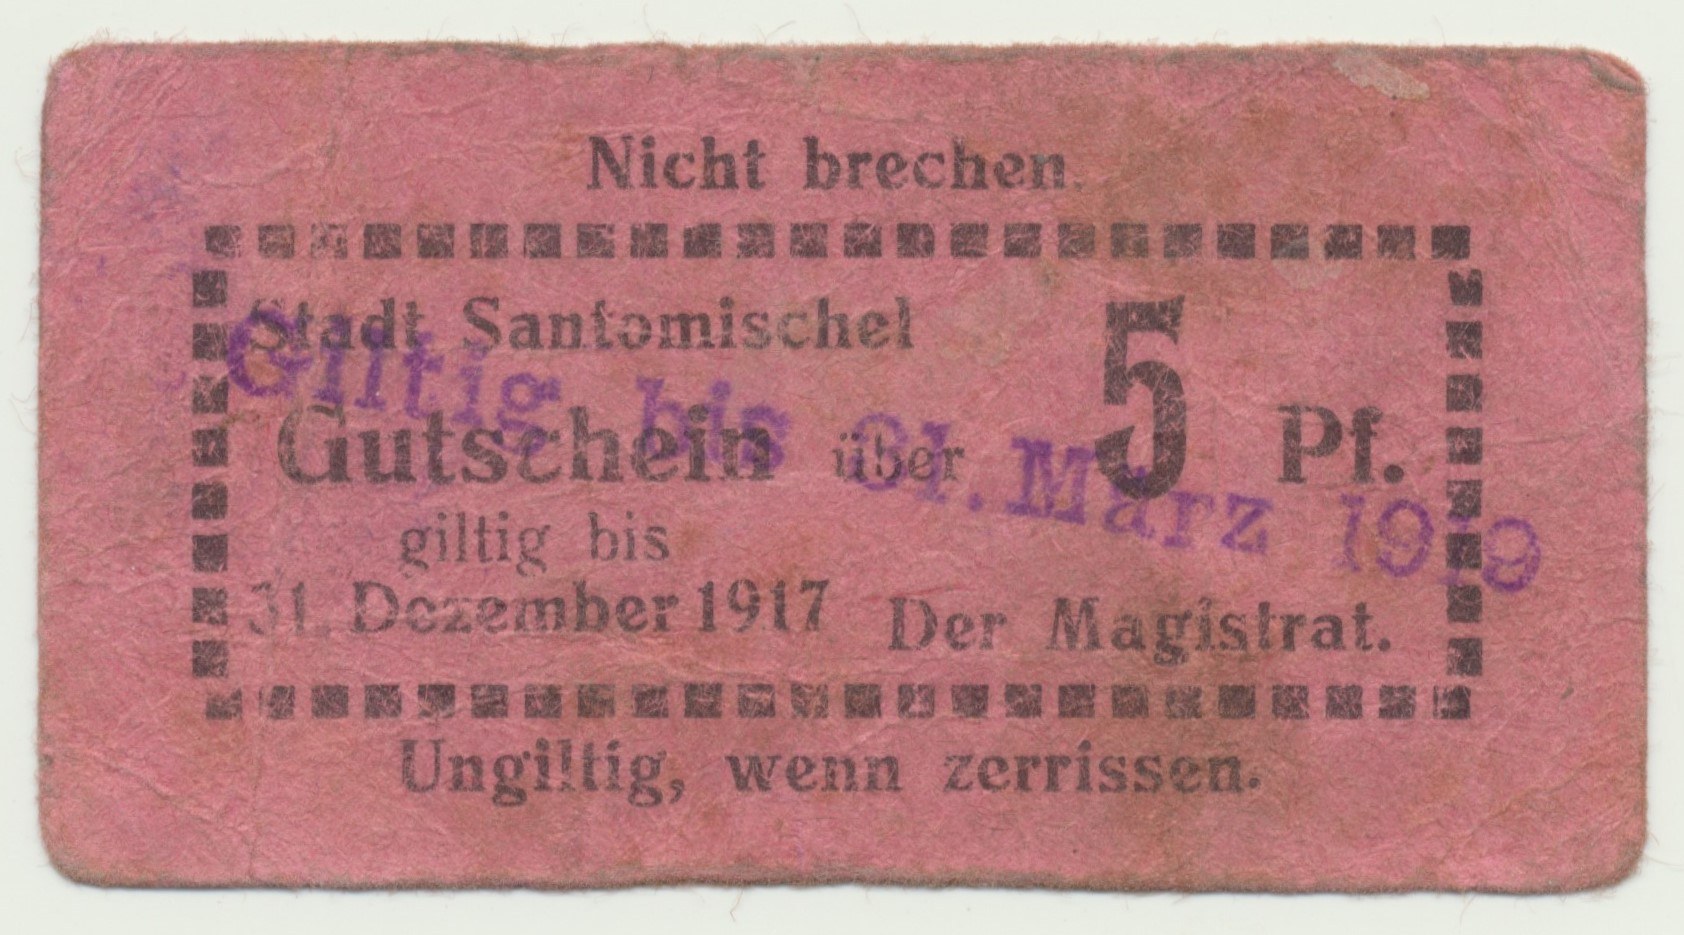 Nicht brechen.
Stadt Santomischel
Gutschein über 5 Pf.
giltig bis
31. Dezember 1917
Der Magistrat.
Ungiltig, wenn zerrissen.
Giltig bis 31. März 1919